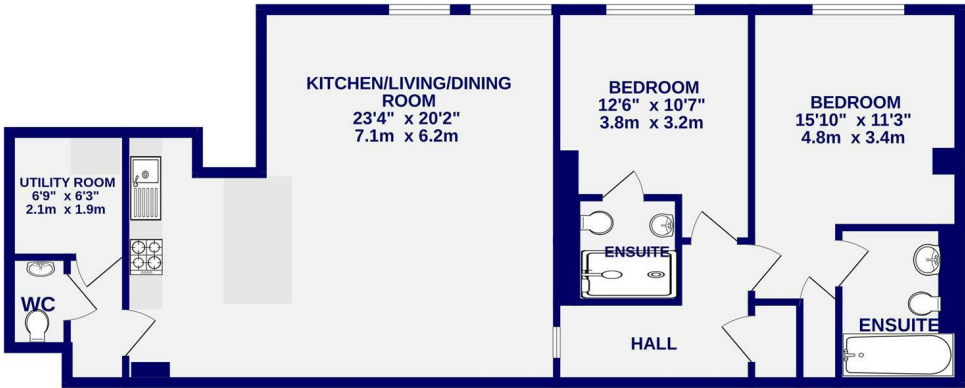 KITCHEN/LIVING/DINING
ROOM
23'4" x 20'2"
7.1m x 6.2m
BEDROOM
12'6" x 10'7"
3.8m x 3.2m
BEDROOM
15'10" x 11'3"
4.8m x 3.4m
UTILITY ROOM
6'9" x 6'3"
2.1m x 1.9m
WC
ENSUITE
HALL
ENSUITE